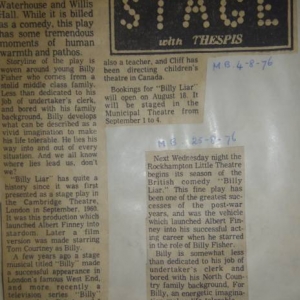 Waterhouse and Willis
Hall. While it is billed
as a comedy, this play
has some tremendous
moments of human
warmth and pathos.
Storyline of the play is
woven around young Billy
Fisher who comes from a
solid middle class family.
Less than dedicated to his
job of undertaker's clerk,
and bored with his family
background, Billy develops
what can be described as a
vivid imagination to make
his life tolerable. He lies his
way into and out of every
situation. And we all know
where lies lead us, don't
we?
"Billy Liar" has quite a
history since it was first
presented as a stage play in
the Cambridge Theatre,
London in September, 1960.
It was this production which
launched Albert Finney into
stardom. Later a film
version was made starring
Tom Courtney as Billy.
A few years ago a stage
musical titled "Billy" made
a successful appearance in
London's famous West End,
and more, recently a
television series "Billy
STAGE
with THESPIS
also a teacher, and Cliff has
been directing children's
theatre in Canada.
Bookings for "Billy Liar"
will open on August 18. It
will be staged in the
Municipal Theatre from
September 1 to 4.
MB 4-8-76
MB 25-8-76
Next Wednesday night the
Rockhampton Little Theatre
begins its season of the
British comedy "Billy
Liar." This fine play has
been one of the greatest
successes of the post-war
years, and was the vehicle
which launched Albert Finney
into his successful acting
career when he starred
in the role of Billy Fisher.
Billy is somewhat less
than dedicated to his job of
undertaker's clerk and
bored with his North Country
family background. For
Billy, an energetic imagina-